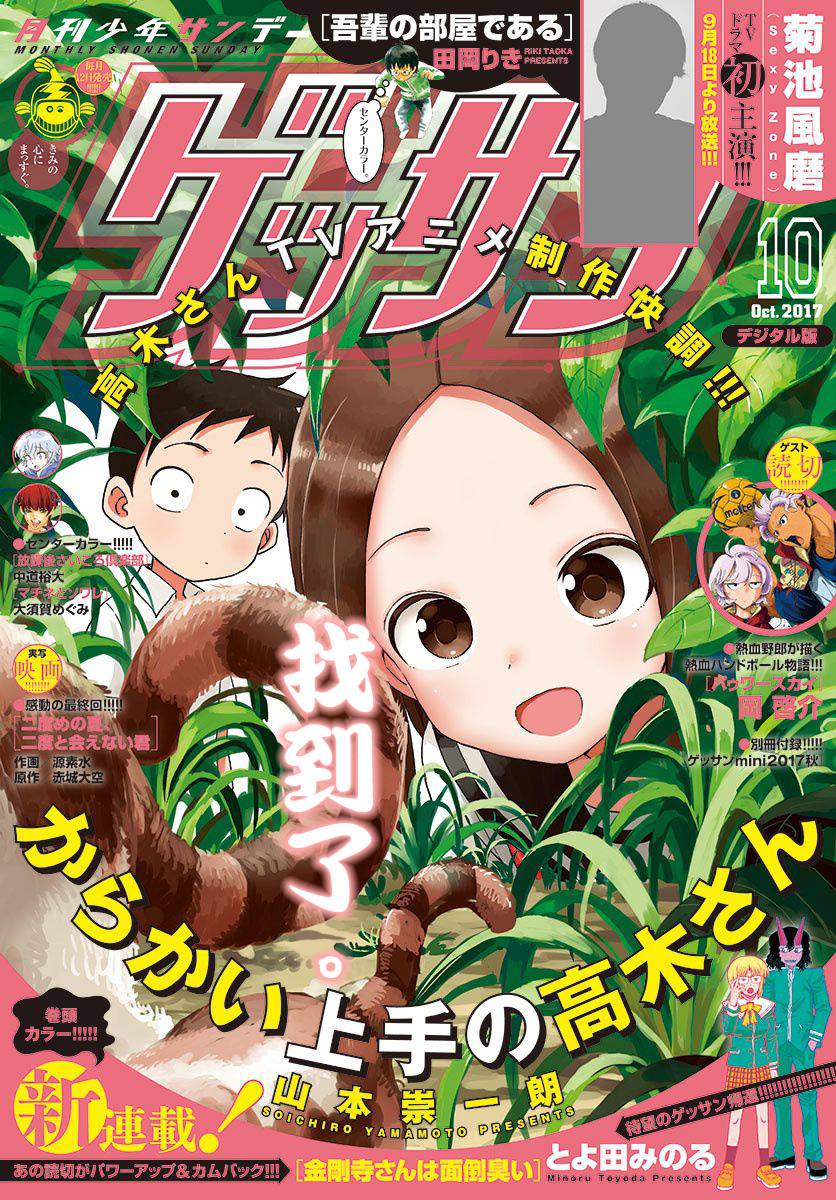 月刊少年サンデー
MONTHLY SHONEN SUNDAY
[吾輩の部屋である]
田岡りき
RIKI TAOKA PRESENTS
菊池風磨
(Sexy Zone)
TVドラマ初主演!!!
9月18日より放送!!!
毎月12日発売!!!!!
きみの
心に
まっすぐ。
センターカラー。
ゲッサン
10
Oct. 2017
デジタル版
高木さんTVアニメ制作快調!!!
●センターカラー!!!!!
[放課後さいころ倶楽部]
中道裕大
[マチネとソワレ]
大須賀めぐみ
実写
映画
!!!!!!!!
●感動の最終回!!!!!
[二度めの夏、
二度と会えない君]
作画 源素水
原作 赤城大空
ゲスト
読切
!!!!!!!!
molten
●熱血野郎が描く
熱血ハンドボール物語!!!
[パゥワースカイ]
岡啓介
●別冊付録!!!!!
ゲッサンmini2017秋
找到了。
からかい上手の高木さん
山本崇一朗
SOICHIRO YAMAMOTO PRESENTS
巻頭
カラー!!!!!
新連載!
あの読切がパワーアップ&カムバック!!!
[金剛寺さんは面倒臭い]
とよ田みのる
Minoru Toyoda Presents
待望のゲッサン帰還!!!!!!!!!!!!!!